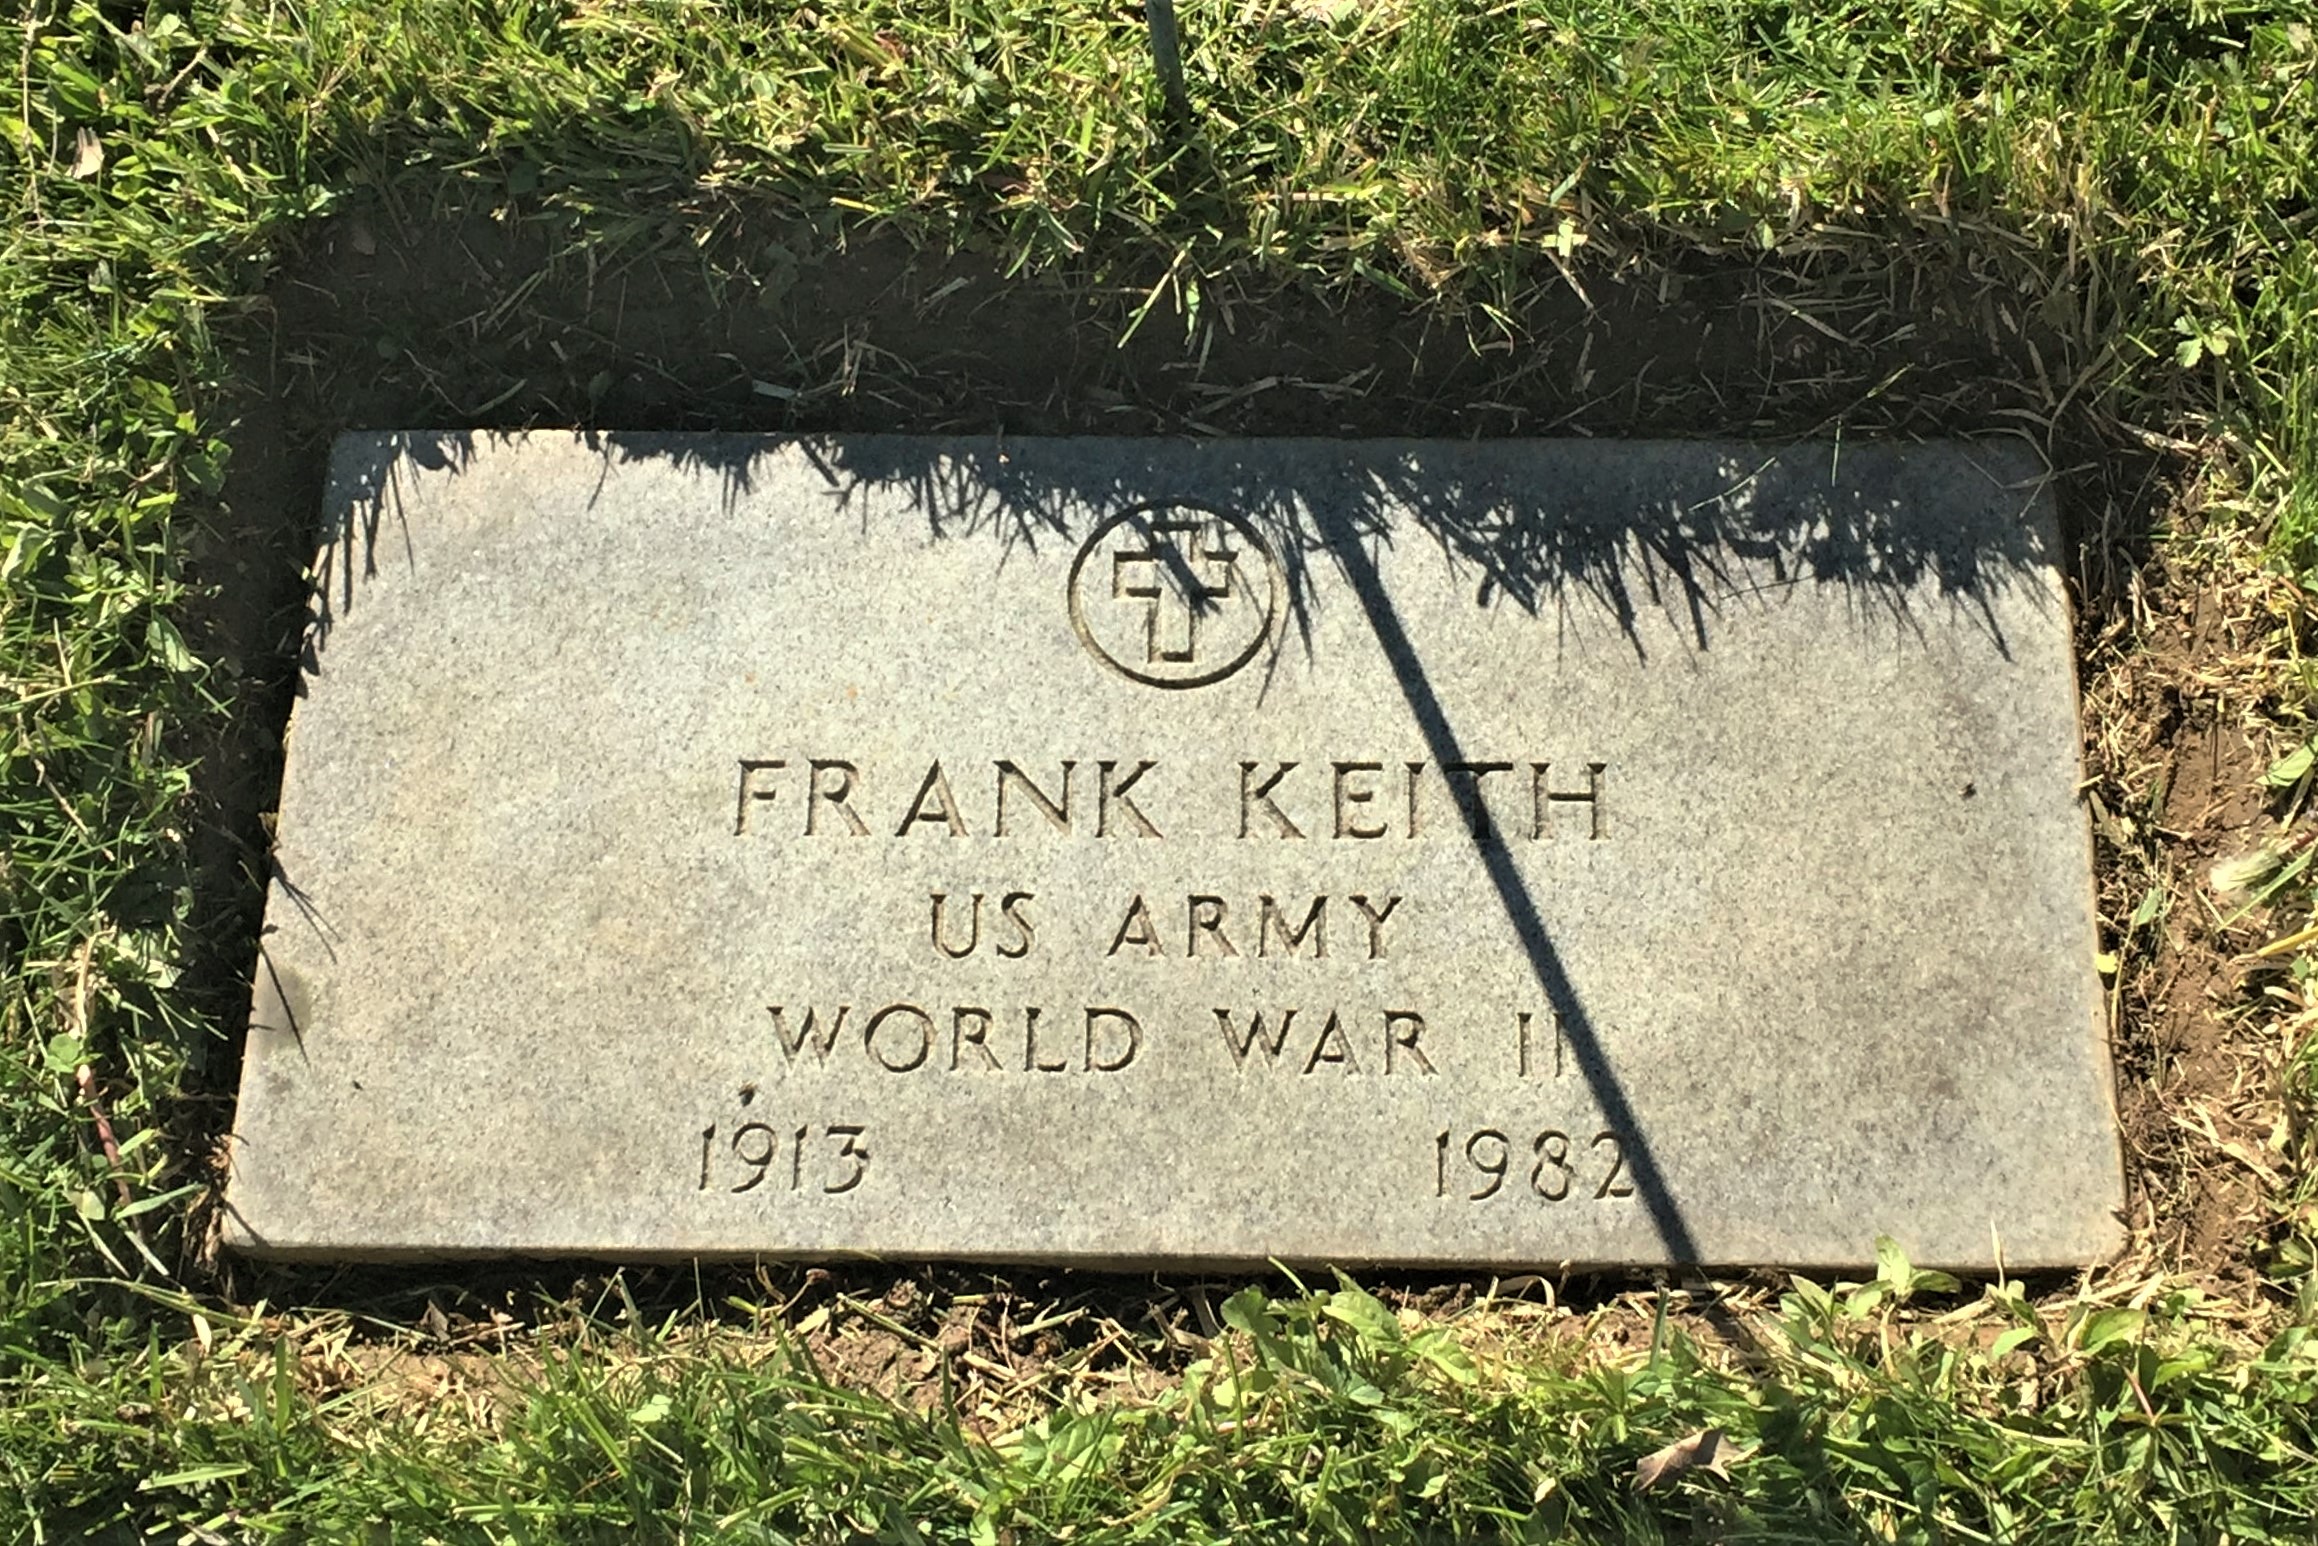 FRANK KEITH
US ARMY
WORLD WAR II
1913 1982